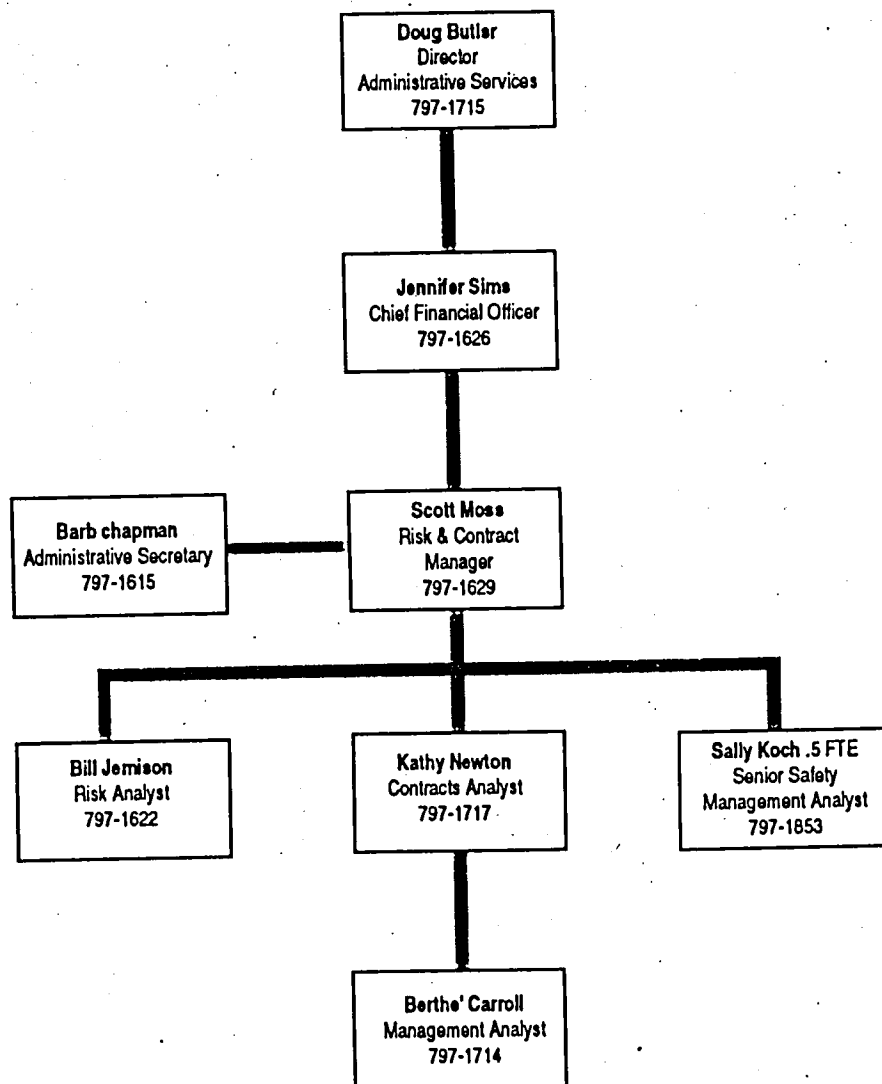 Doug Butler
Director
Administrative Services
797-1715
Jennifer Sims
Chief Financial Officer
797-1626
Barb chapman
Administrative Secretary
797-1615
Scott Moss
Risk & Contract
Manager
797-1629
Bill Jemison
Risk Analyst
797-1622
Kathy Newton
Contracts Analyst
797-1717
Sally Koch .5 FTE
Senior Safety
Management Analyst
797-1853
Berthe' Carroll
Management Analyst
797-1714